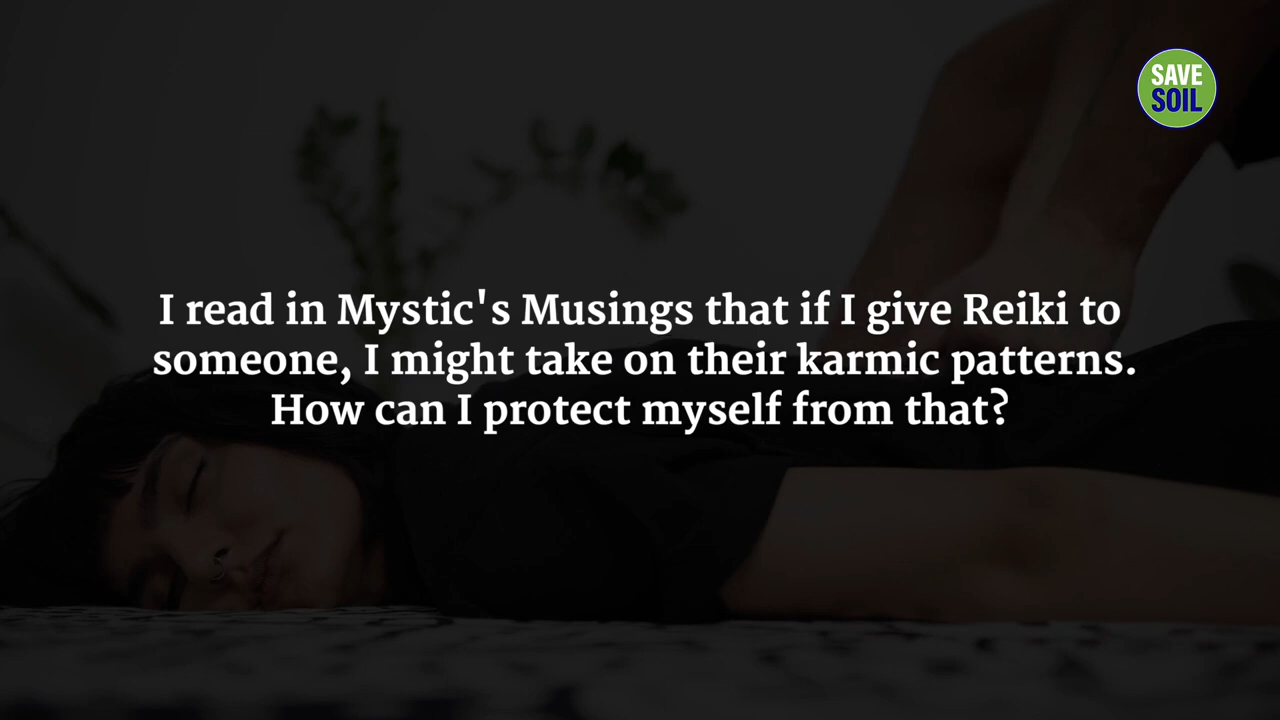 SAVE
SOIL
I read in Mystic's Musings that if I give Reiki to
someone, I might take on their karmic patterns.
How can I protect myself from that?